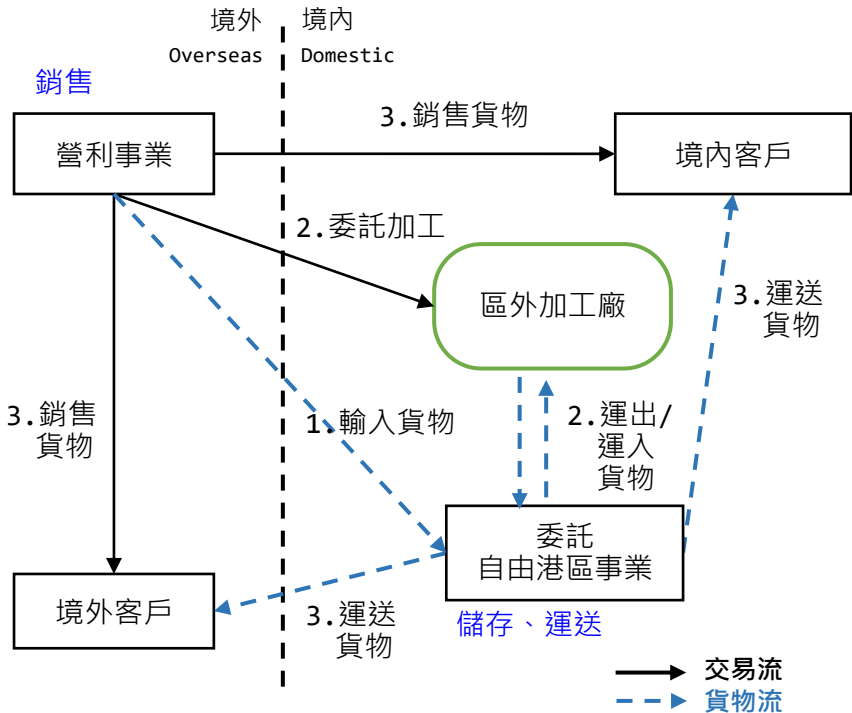 境外
境內
Overseas
Domestic
銷售
3.銷售貨物
營利事業
境內客戶
2.委託加工
區外加工廠
3.運送
貨物
3.銷售
貨物
1.輸入貨物
2.運出/
運入
貨物
委託
自由港區事業
境外客戶
3.運送
貨物
儲存、運送
交易流
貨物流